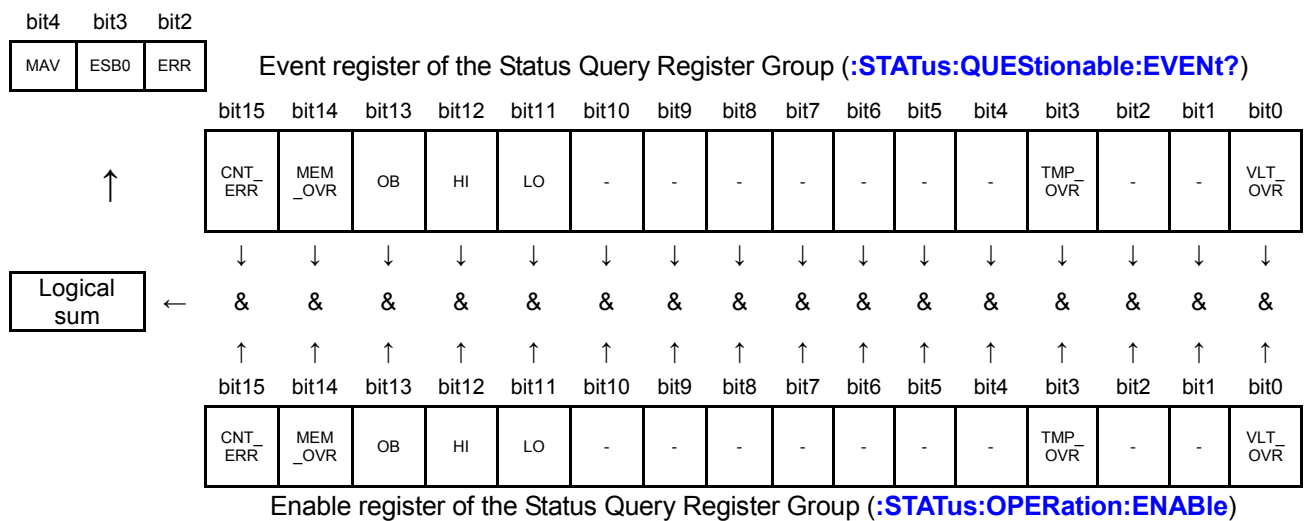 bit4 bit3 bit2
MAV ESB0 ERR
Event register of the Status Query Register Group (:STATus:QUEStionable:EVENt?)
bit15 bit14 bit13 bit12 bit11 bit10 bit9 bit8 bit7 bit6 bit5 bit4 bit3 bit2 bit1 bit0
CNT_ERR MEM_OVR OB HI LO - - - - - - - TMP_OVR - - VLT_OVR
↑
↓ ↓ ↓ ↓ ↓ ↓ ↓ ↓ ↓ ↓ ↓ ↓ ↓ ↓ ↓ ↓
Logical sum ← & & & & & & & & & & & & & & & &
↑ ↑ ↑ ↑ ↑ ↑ ↑ ↑ ↑ ↑ ↑ ↑ ↑ ↑ ↑ ↑
bit15 bit14 bit13 bit12 bit11 bit10 bit9 bit8 bit7 bit6 bit5 bit4 bit3 bit2 bit1 bit0
CNT_ERR MEM_OVR OB HI LO - - - - - - - TMP_OVR - - VLT_OVR
Enable register of the Status Query Register Group (:STATus:OPERation:ENABle)